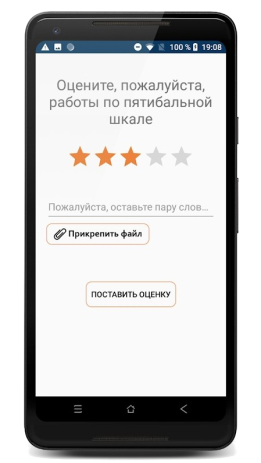 100 % 19:08
Оцените, пожалуйста,
работы по пятибальной
шкале
Пожалуйста, оставьте пару слов...
Прикрепить файл
ПОСТАВИТЬ ОЦЕНКУ